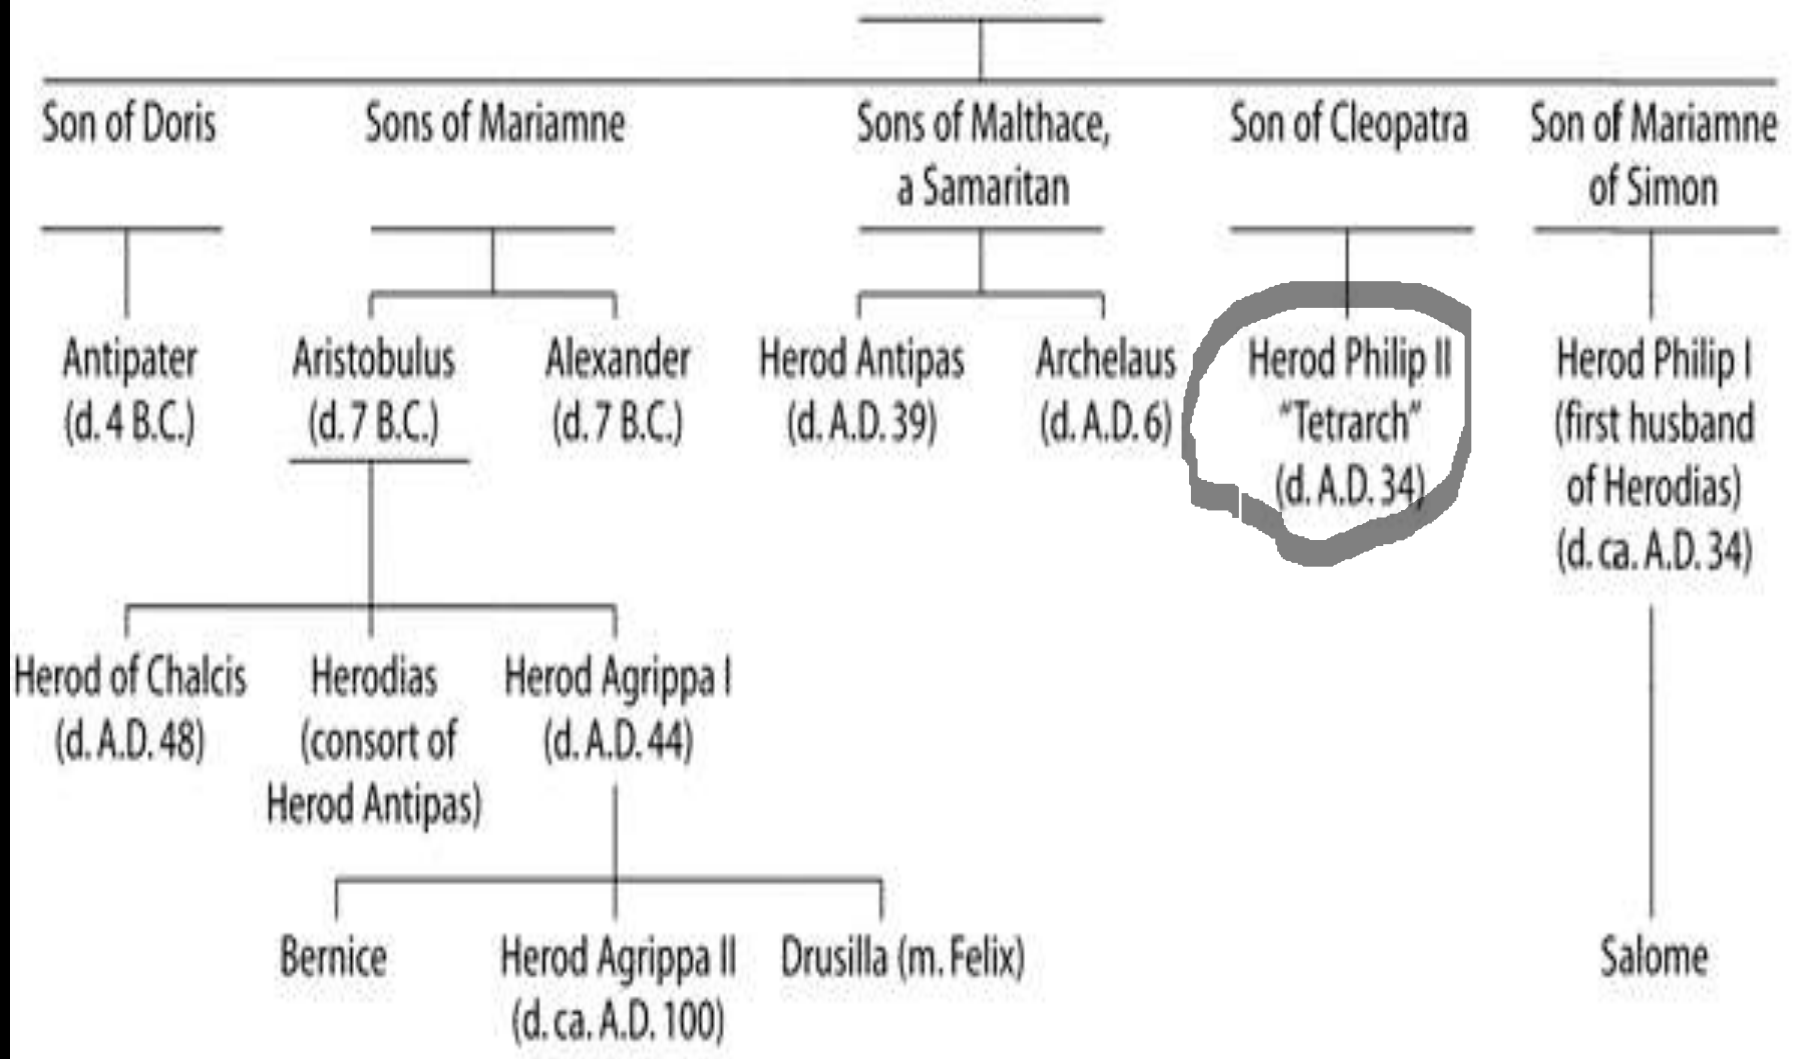 Son of Doris
Sons of Mariamne
Sons of Malthace,
a Samaritan
Son of Cleopatra
Son of Mariamne
of Simon
Antipater
(d. 4 B.C.)
Aristobulus
(d. 7 B.C.)
Alexander
(d. 7 B.C.)
Herod Antipas
(d. A.D. 39)
Archelaus
(d. A.D. 6)
Herod Philip II
“Tetrarch”
(d. A.D. 34)
Herod Philip I
(first husband
of Herodias)
(d. ca. A.D. 34)
Herod of Chalcis
(d. A.D. 48)
Herodias
(consort of
Herod Antipas)
Herod Agrippa I
(d. A.D. 44)
Bernice
Herod Agrippa II
(d. ca. A.D. 100)
Drusilla (m. Felix)
Salome